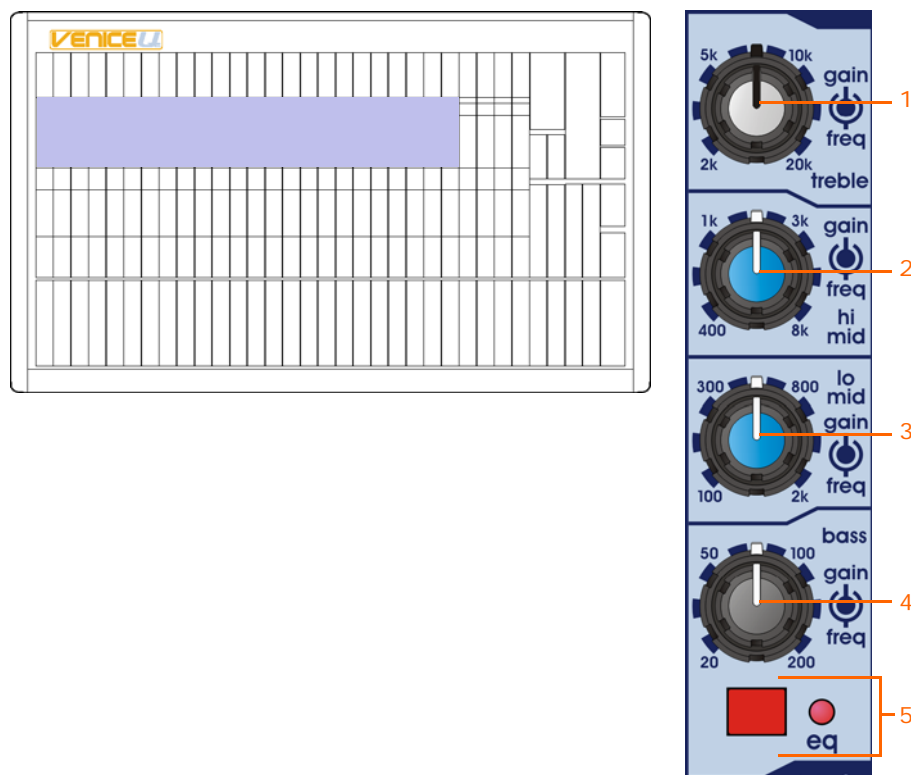 VENICE U
5k 10k
gain
1
freq
2k 20k
treble
1k 3k
gain
2
freq
400 8k
hi
mid
300 800
lo
mid
gain
3
freq
100 2k
bass
50 100
gain
4
freq
20 200
5
eq